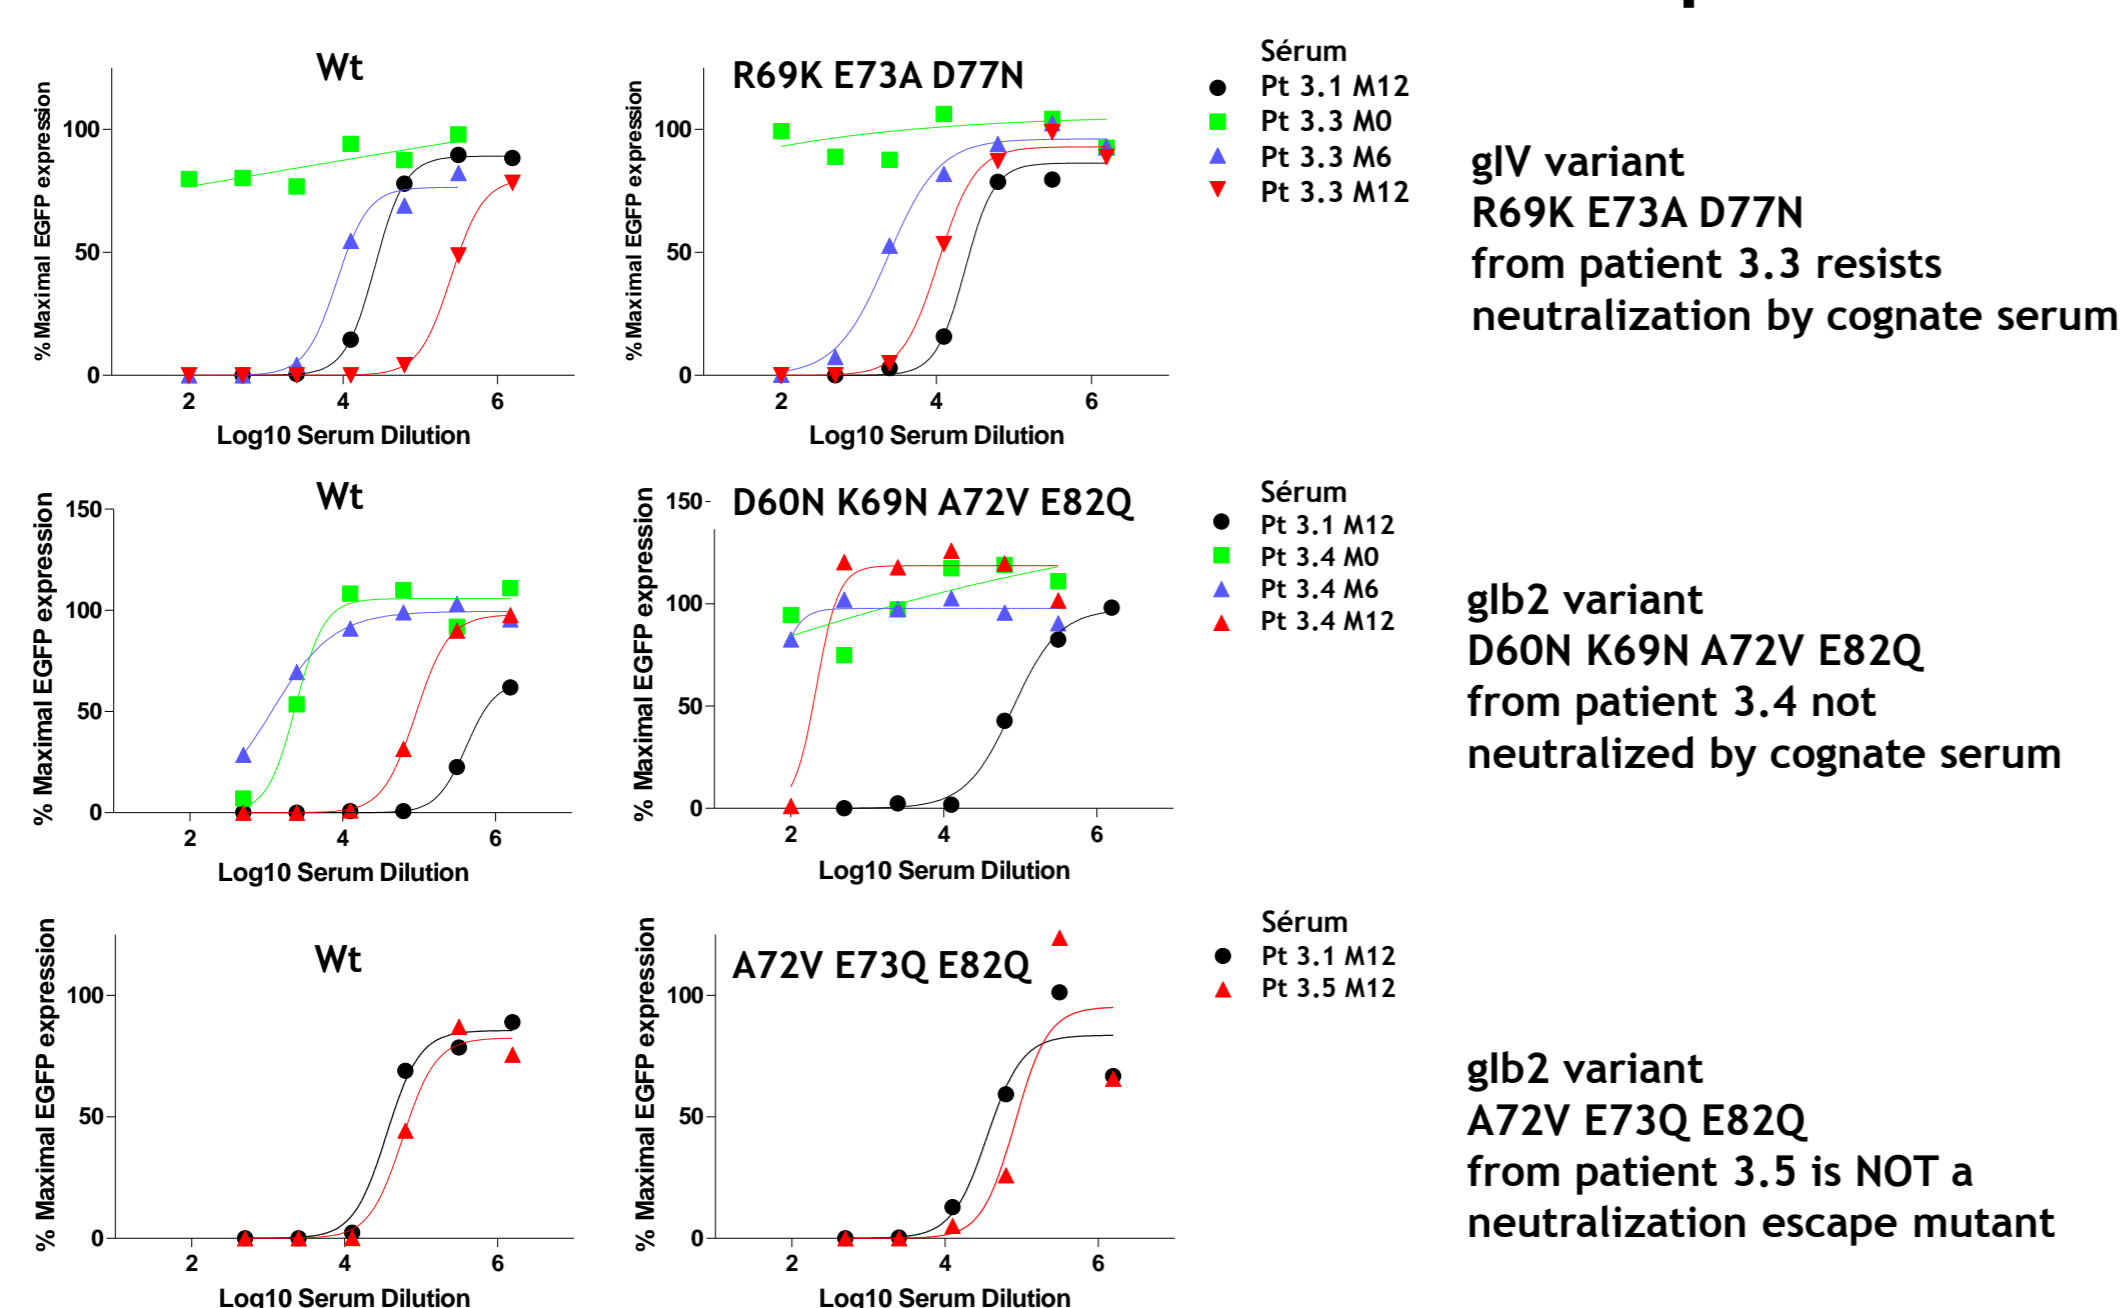 Wt
% Maximal EGFP expression
100
50
0
2
4
6
Log10 Serum Dilution
R69K E73A D77N
% Maximal EGFP expression
100
50
0
2
4
6
Log10 Serum Dilution
Sérum
Pt 3.1 M12
Pt 3.3 M0
Pt 3.3 M6
Pt 3.3 M12
gIV variant
R69K E73A D77N
from patient 3.3 resists
neutralization by cognate serum
Wt
% Maximal EGFP expression
150
100
50
0
2
4
6
Log10 Serum Dilution
D60N K69N A72V E82Q
% Maximal EGFP expression
150
100
50
0
2
4
6
Log10 Serum Dilution
Sérum
Pt 3.1 M12
Pt 3.4 M0
Pt 3.4 M6
Pt 3.4 M12
gIb2 variant
D60N K69N A72V E82Q
from patient 3.4 not
neutralized by cognate serum
Wt
% Maximal EGFP expression
100
50
0
2
4
6
Log10 Serum Dilution
A72V E73Q E82Q
% Maximal EGFP expression
100
50
0
2
4
6
Log10 Serum Dilution
Sérum
Pt 3.1 M12
Pt 3.5 M12
gIb2 variant
A72V E73Q E82Q
from patient 3.5 is NOT a
neutralization escape mutant